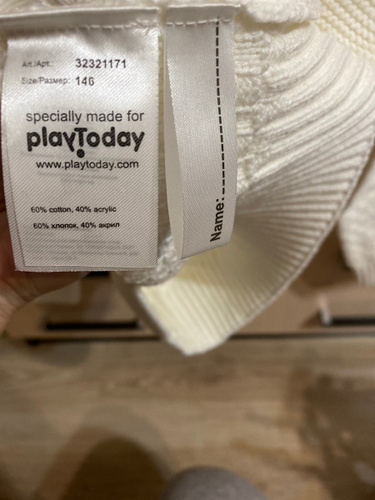 Art./Арт.: 32321171
Size/Размер: 146
specially made for
playToday
www.playtoday.com
60% cotton, 40% acrylic
60% хлопок, 40% акрил
Name: